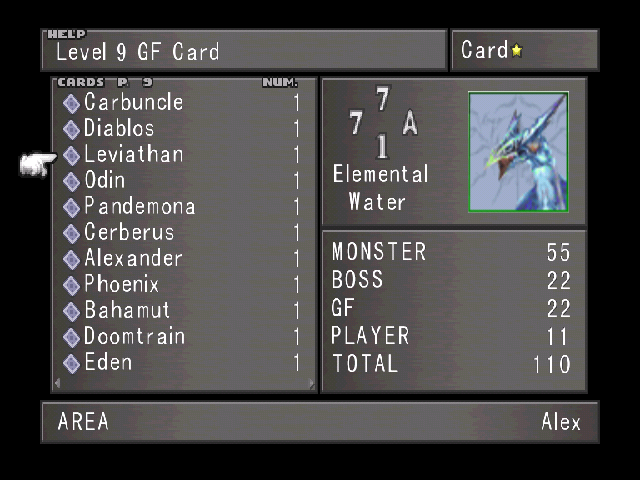 HELP
Level 9 GF Card
Card★
CARDS P. 9 NUM.
Carbuncle 1
Diablos 1
Leviathan 1
Odin 1
Pandemona 1
Cerberus 1
Alexander 1
Phoenix 1
Bahamut 1
Doomtrain 1
Eden 1
7
7 A
1
Elemental
Water
MONSTER 55
BOSS 22
GF 22
PLAYER 11
TOTAL 110
AREA Alex